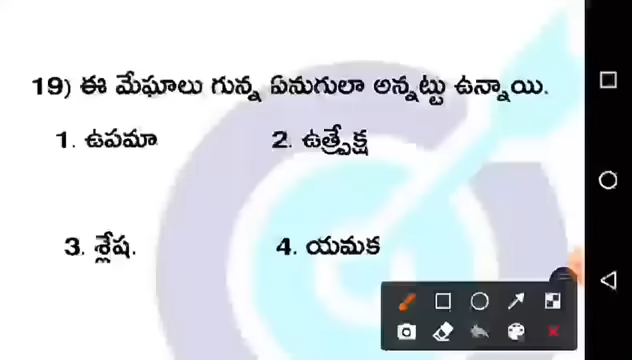 19) ఈ మేఘాలు గున్న ఏనుగులా అన్నట్టు ఉన్నాయి.
1. ఉపమా 2. ఉత్ప్రేక్ష
3. శ్లేష. 4. యమక